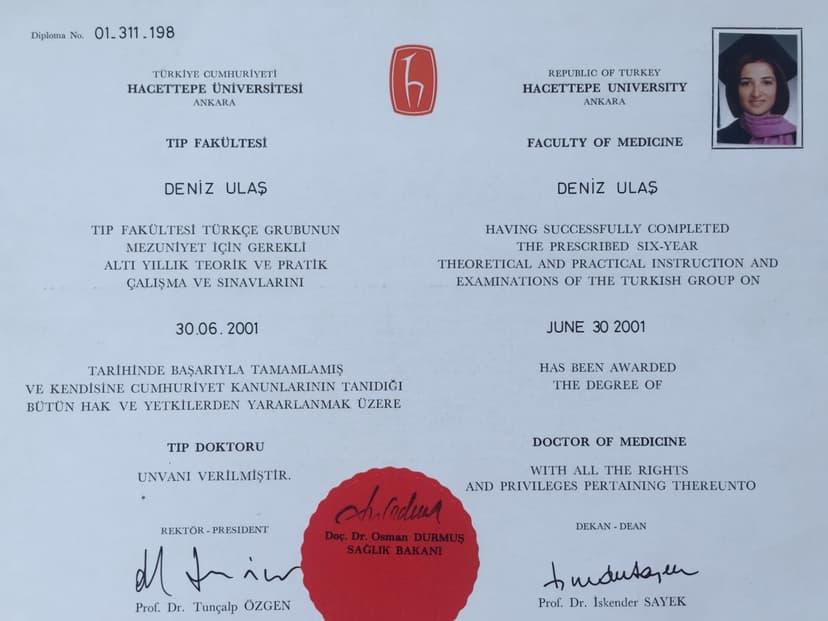 Diploma No. 01-311-198
TÜRKİYE CUMHURİYETİ
HACETTEPE ÜNİVERSİTESİ
ANKARA
TIP FAKÜLTESİ
DENİZ ULAŞ
TIP FAKÜLTESİ TÜRKÇE GRUBUNUN
MEZUNİYET İÇİN GEREKLİ
ALTI YILLIK TEORİK VE PRATİK
ÇALIŞMA VE SINAVLARINI
30.06.2001
TARİHİNDE BAŞARIYLA TAMAMLAMIŞ
VE KENDİSİNE CUMHURİYET KANUNLARININ TANIDIĞI
BÜTÜN HAK VE YETKİLERDEN YARARLANMAK ÜZERE
TIP DOKTORU
UNVANI VERİLMİŞTİR.
REKTÖR - PRESIDENT
Prof. Dr. Tunçalp ÖZGEN
REPUBLIC OF TURKEY
HACETTEPE UNIVERSITY
ANKARA
FACULTY OF MEDICINE
DENİZ ULAŞ
HAVING SUCCESSFULLY COMPLETED
THE PRESCRIBED SIX-YEAR
THEORETICAL AND PRACTICAL INSTRUCTION AND
EXAMINATIONS OF THE TURKISH GROUP ON
JUNE 30 2001
HAS BEEN AWARDED
THE DEGREE OF
DOCTOR OF MEDICINE
WITH ALL THE RIGHTS
AND PRIVILEGES PERTAINING THEREUNTO
DEKAN - DEAN
Prof. Dr. İskender SAYEK
Doç. Dr. Osman DURMUŞ
SAĞLIK BAKANI